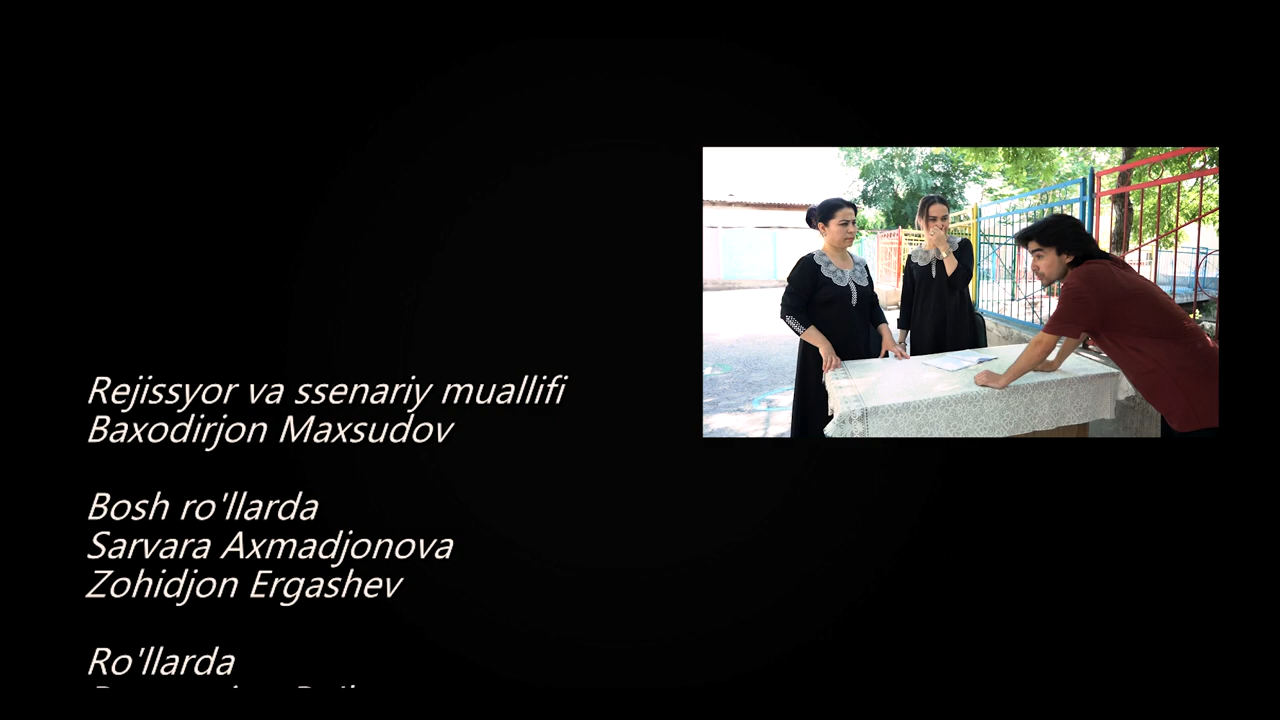 Rejissyor va ssenariy muallifi
Baxodirjon Maxsudov
Bosh ro'llarda
Sarvara Axmadjonova
Zohidjon Ergashev
Ro'llarda